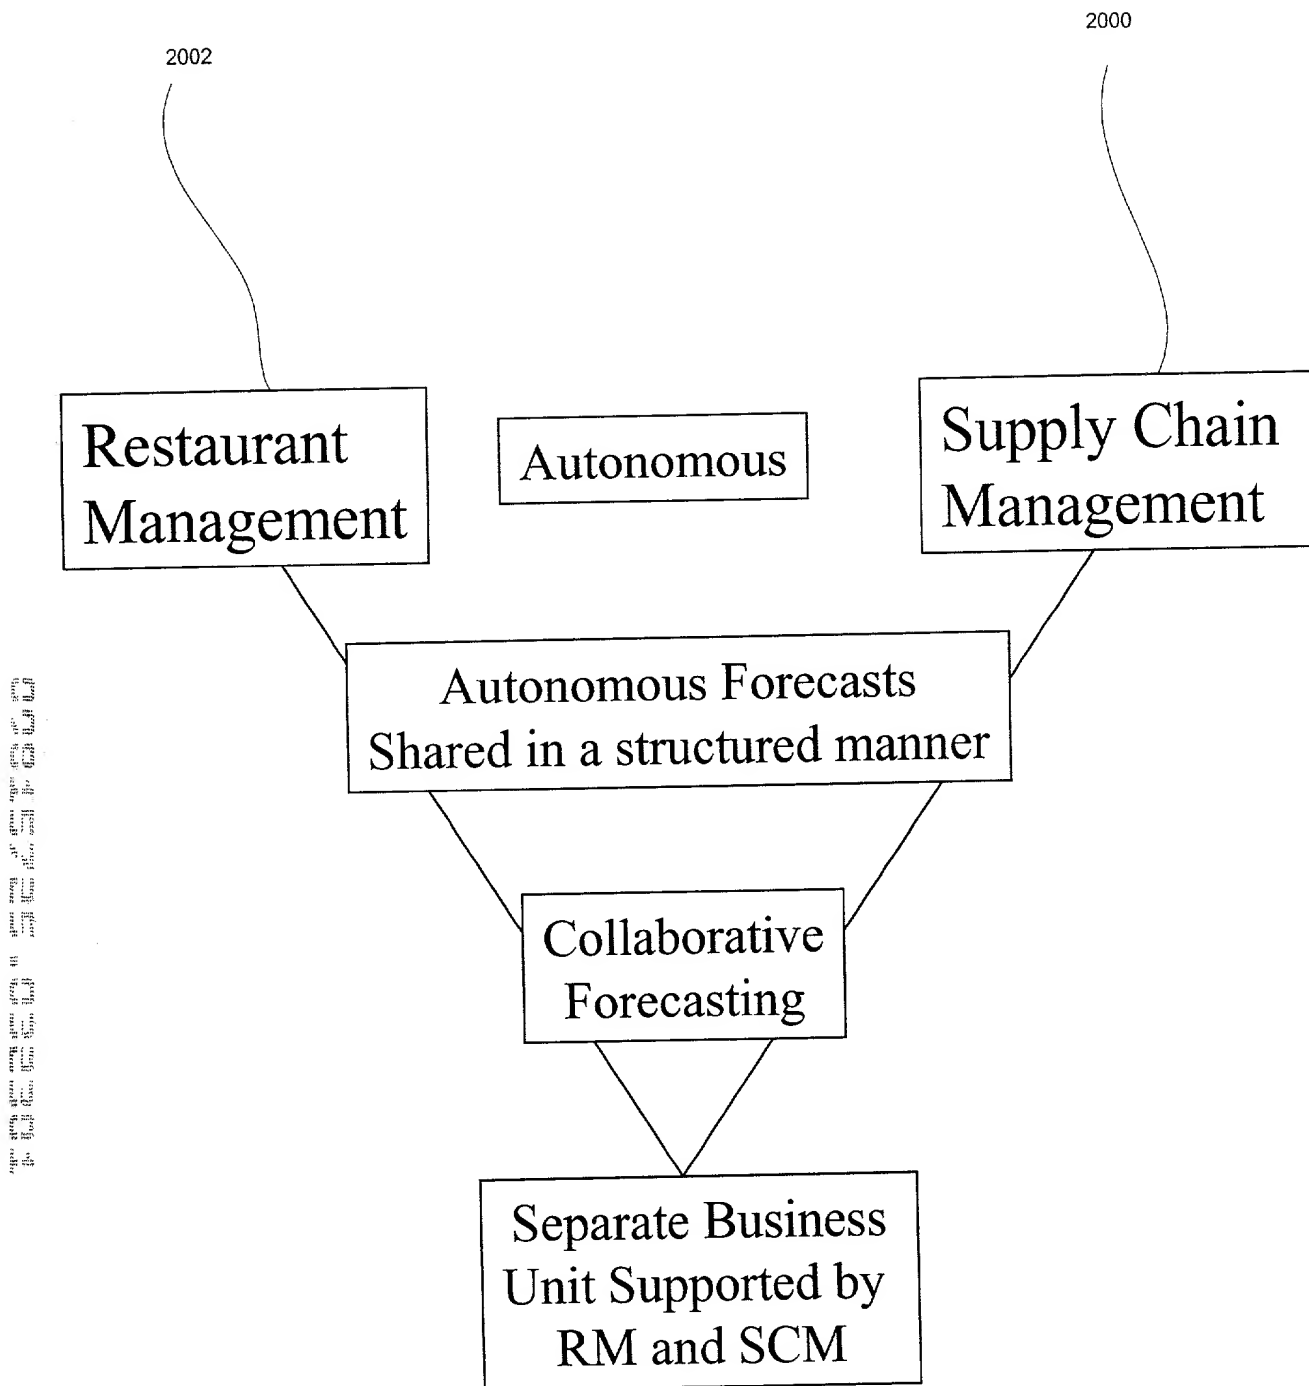 2000
2002
Restaurant
Management
Autonomous
Supply Chain
Management
Autonomous Forecasts
Shared in a structured manner
Collaborative
Forecasting
Separate Business
Unit Supported by
RM and SCM